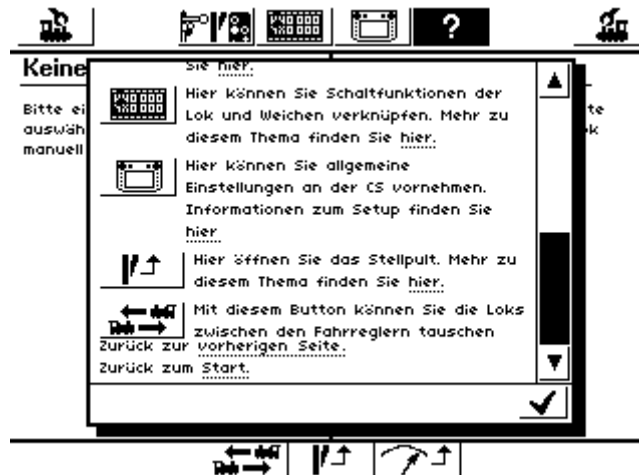 ?
Keine
Bitte ei
auswäh
manuell
te
k
Sie hier.
Hier können Sie Schaltfunktionen der
Lok und Weichen verknüpfen. Mehr zu
diesem Thema finden Sie hier.
Hier können Sie allgemeine
Einstellungen an der CS vornehmen.
Informationen zum Setup finden Sie
hier
Hier öffnen Sie das Stellpult. Mehr zu
diesem Thema finden Sie hier.
Mit diesem Button können Sie die Loks
zwischen den Fahrreglern tauschen
Zurück zur vorherigen Seite.
Zurück zum Start.